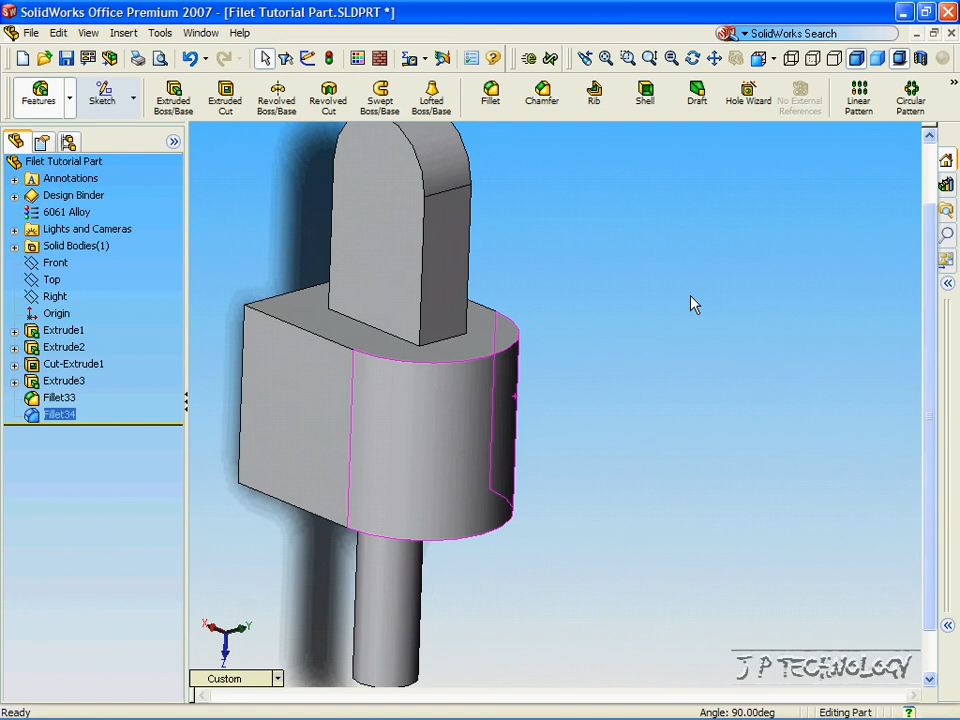 SolidWorks Office Premium 2007 - [Filet Tutorial Part.SLDPRT *]
File Edit View Insert Tools Window Help SolidWorks Search
Features Sketch Extruded Boss/Base Extruded Cut Revolved Boss/Base Revolved Cut Swept Boss/Base Lofted Boss/Base Fillet Chamfer Rib Shell Draft Hole Wizard No External References Linear Pattern Circular Pattern
Filet Tutorial Part
Annotations
Design Binder
6061 Alloy
Lights and Cameras
Solid Bodies(1)
Front
Top
Right
Origin
Extrude1
Extrude2
Cut-Extrude1
Extrude3
Fillet33
Fillet34
X Y
Z
Custom
J P TECHNOLOGY
Ready Angle: 90.00deg Editing Part